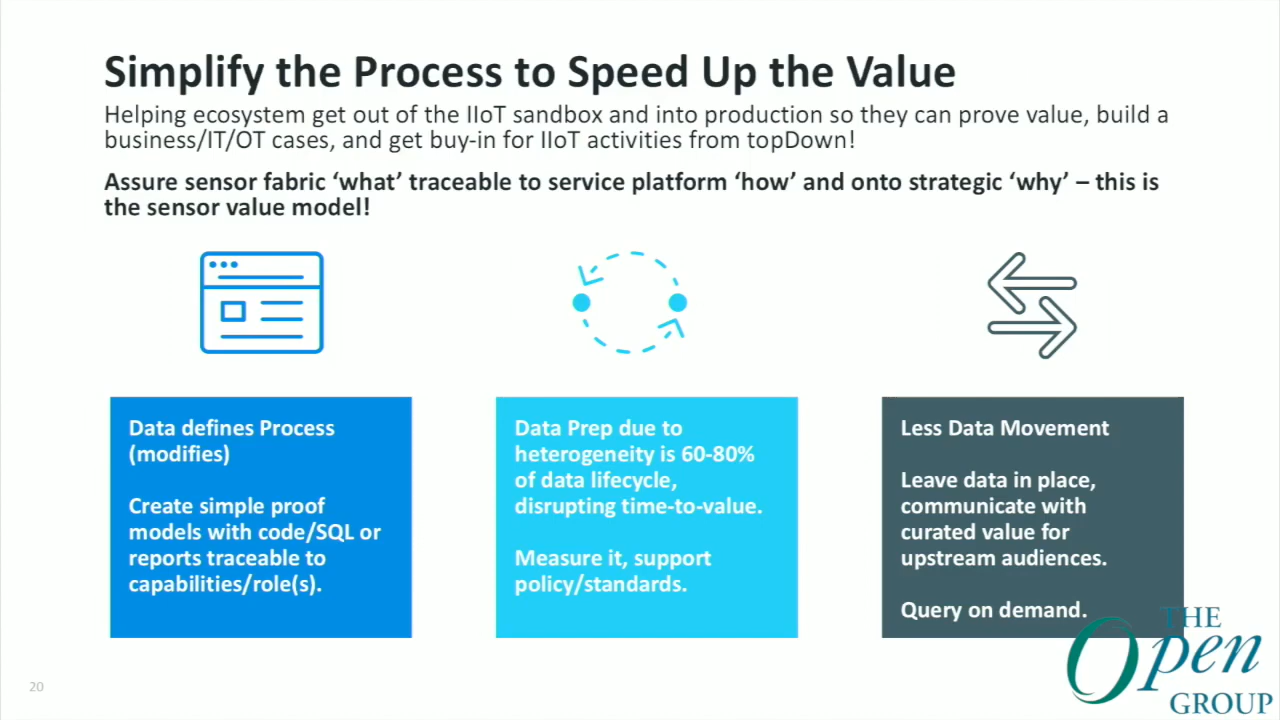 Simplify the Process to Speed Up the Value
Helping ecosystem get out of the IIoT sandbox and into production so they can prove value, build a
business/IT/OT cases, and get buy-in for IIoT activities from topDown!
Assure sensor fabric ‘what’ traceable to service platform ‘how’ and onto strategic ‘why’ – this is
the sensor value model!
Data defines Process
(modifies)
Create simple proof
models with code/SQL or
reports traceable to
capabilities/role(s).
Data Prep due to
heterogeneity is 60-80%
of data lifecycle,
disrupting time-to-value.
Measure it, support
policy/standards.
Less Data Movement
Leave data in place,
communicate with
curated value for
upstream audiences.
Query on demand.
20
THE
Open
GROUP